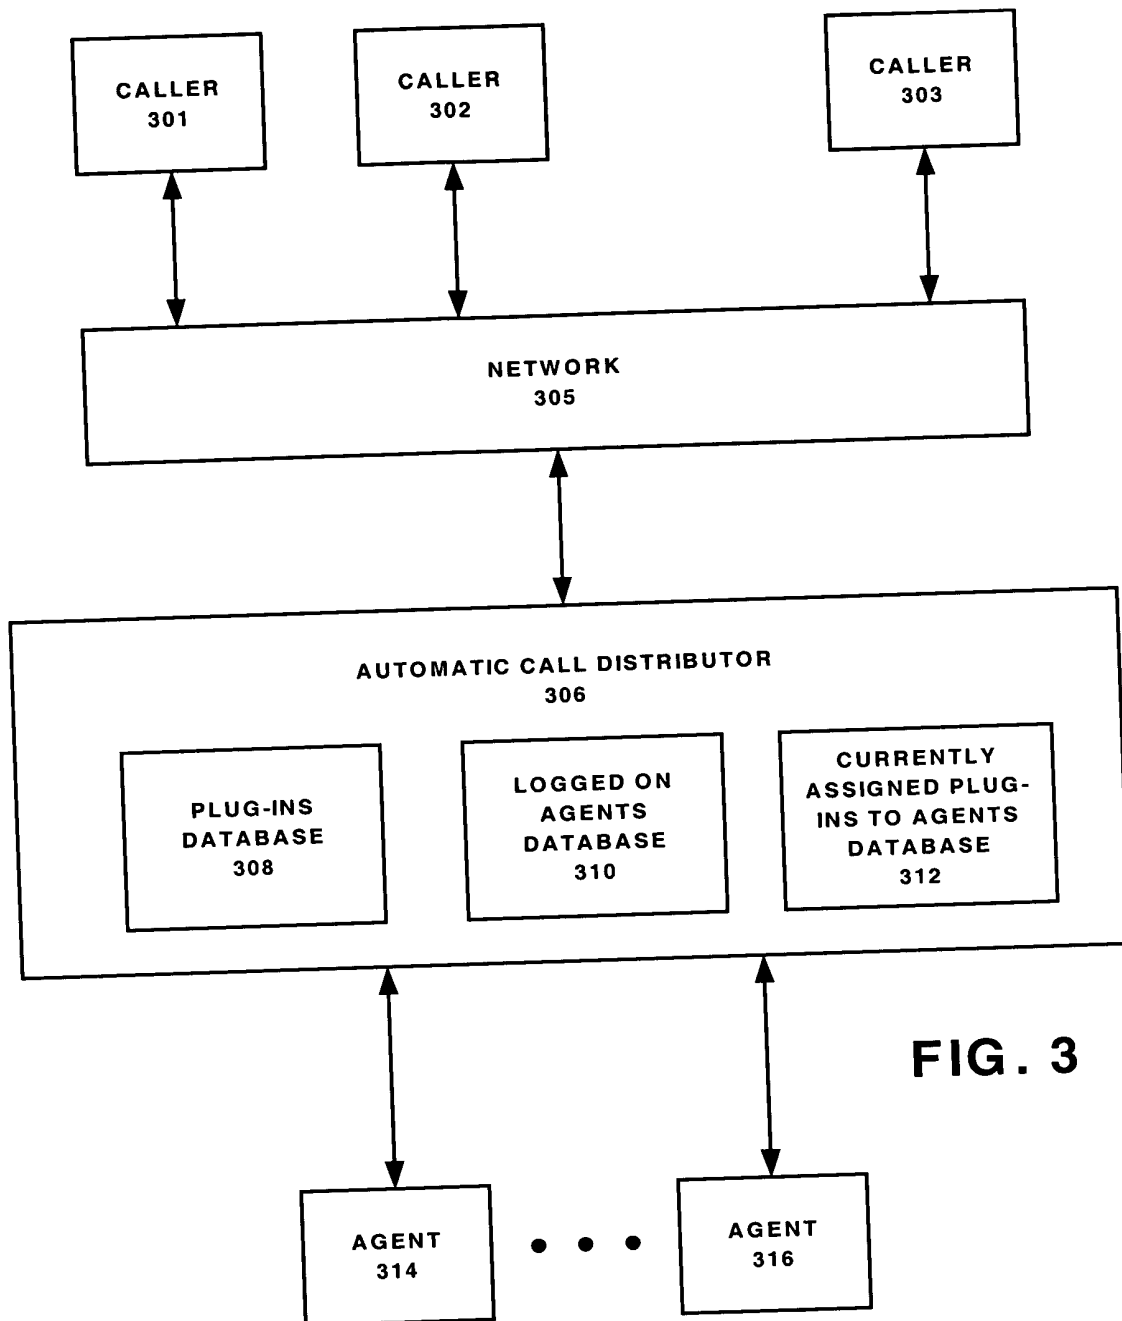 CALLER
301
CALLER
302
CALLER
303
NETWORK
305
AUTOMATIC CALL DISTRIBUTOR
306
PLUG-INS
DATABASE
308
LOGGED ON
AGENTS
DATABASE
310
CURRENTLY
ASSIGNED PLUG-
INS TO AGENTS
DATABASE
312
FIG. 3
AGENT
314
AGENT
316